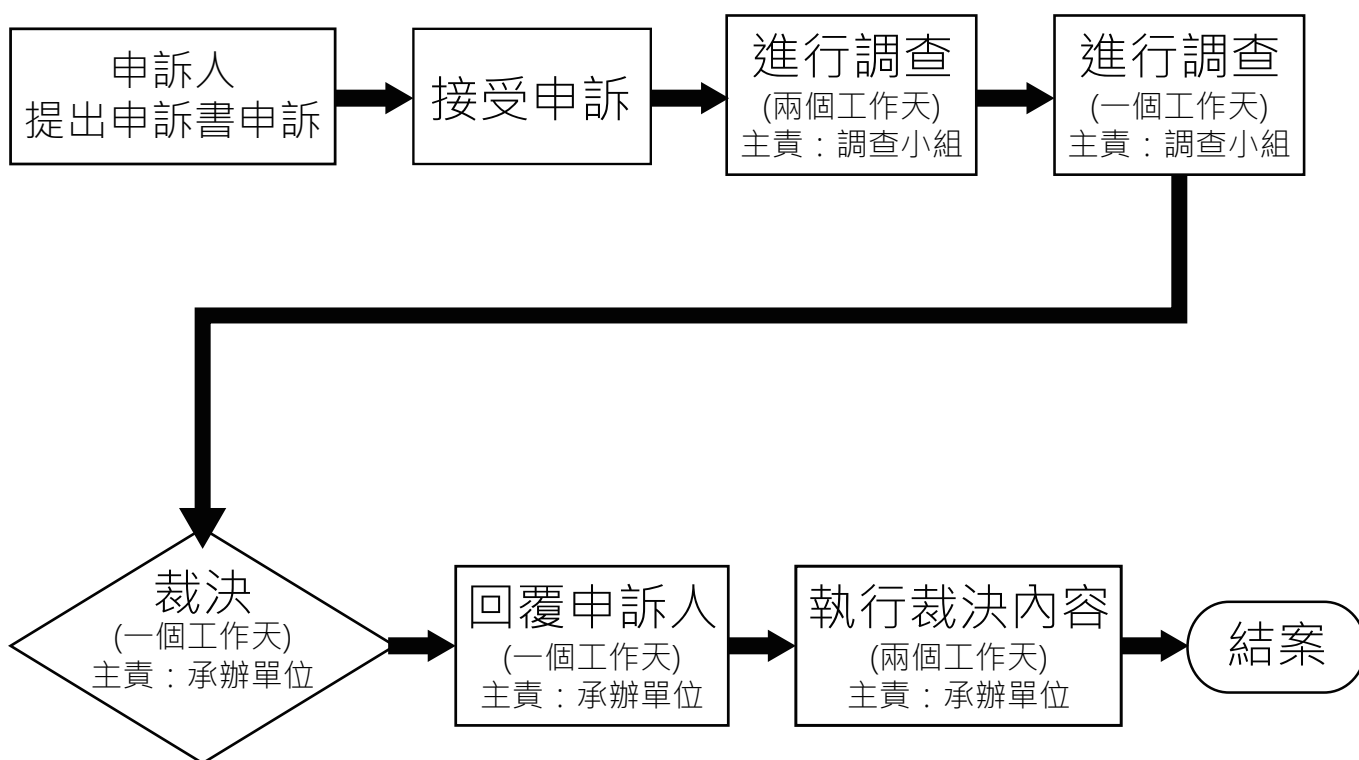 申訴人
提出申訴書申訴
接受申訴
進行調查
(兩個工作天)
主責：調查小組
進行調查
(一個工作天)
主責：調查小組
裁決
(一個工作天)
主責：承辦單位
回覆申訴人
(一個工作天)
主責：承辦單位
執行裁決內容
(兩個工作天)
主責：承辦單位
結案